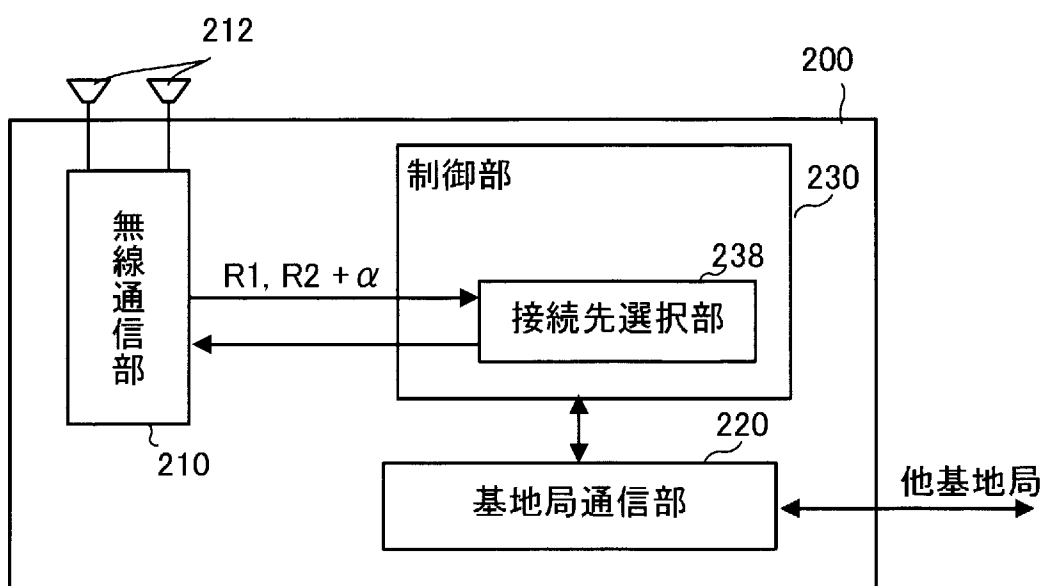 212
200
制御部
230
無線通信部
238
R1, R2 + α
接続先選択部
210
220
基地局通信部
他基地局